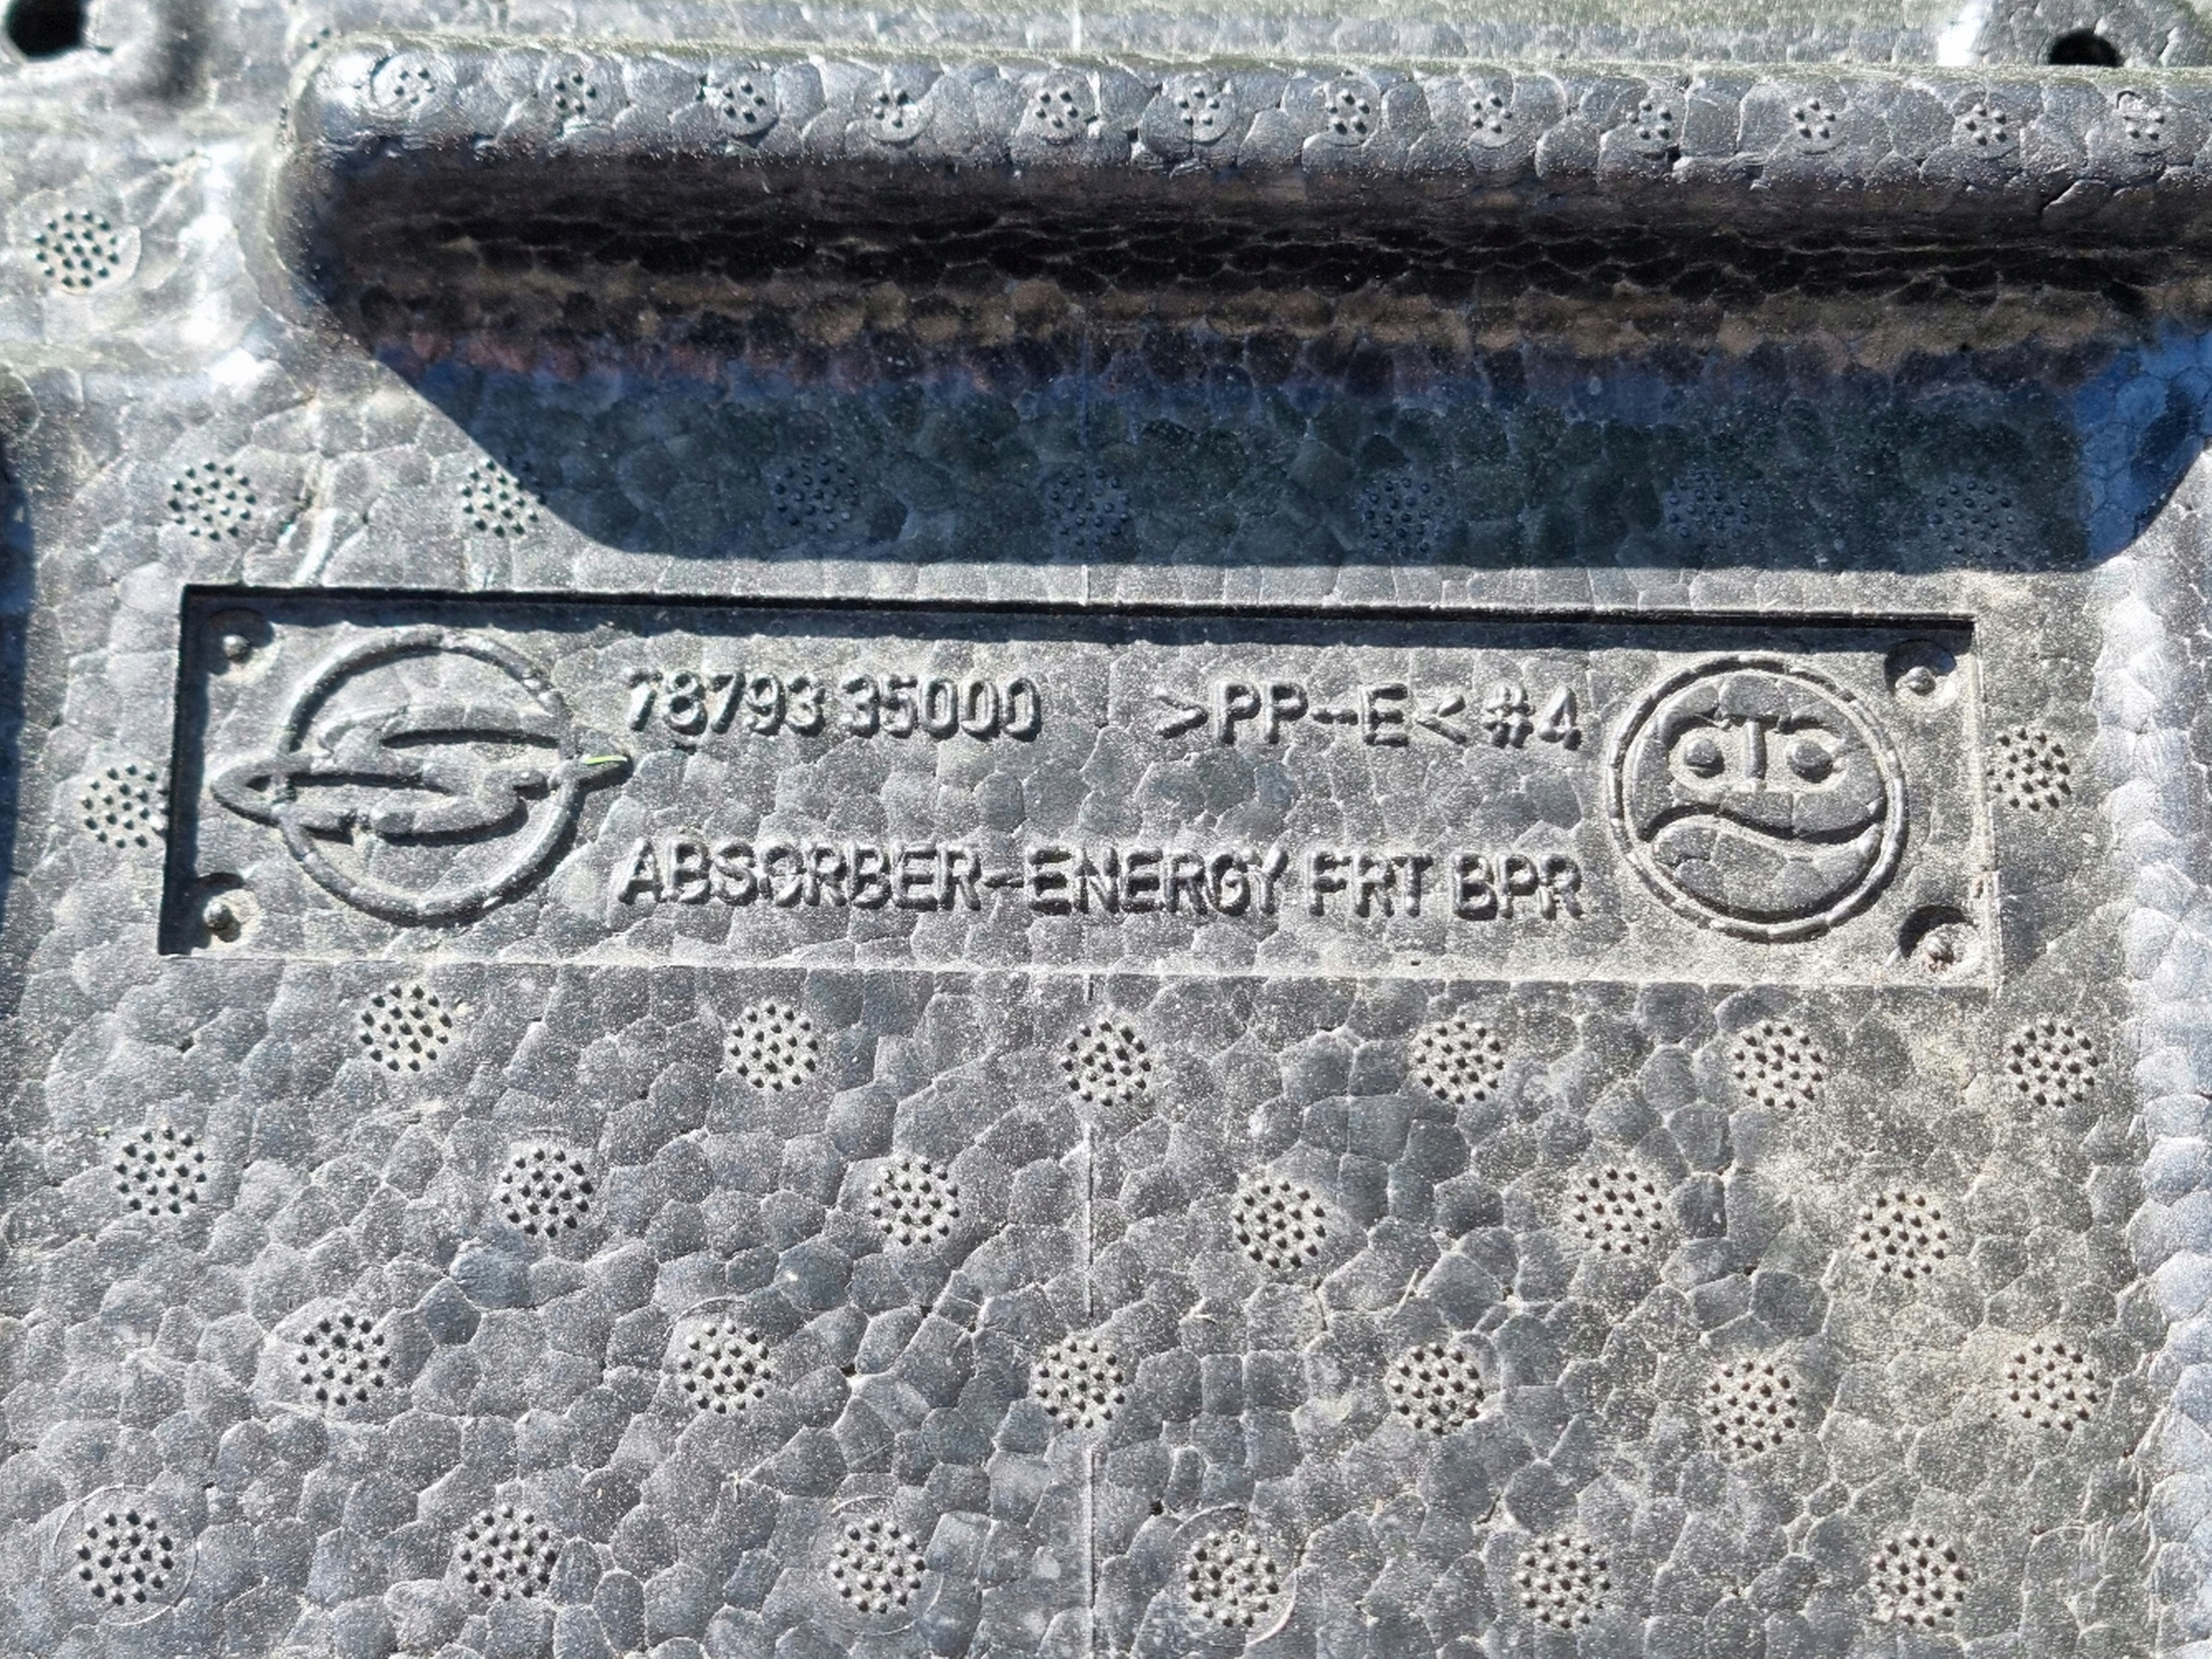 78793 35000 >PP-E< #4
ABSORBER-ENERGY FRT BPR